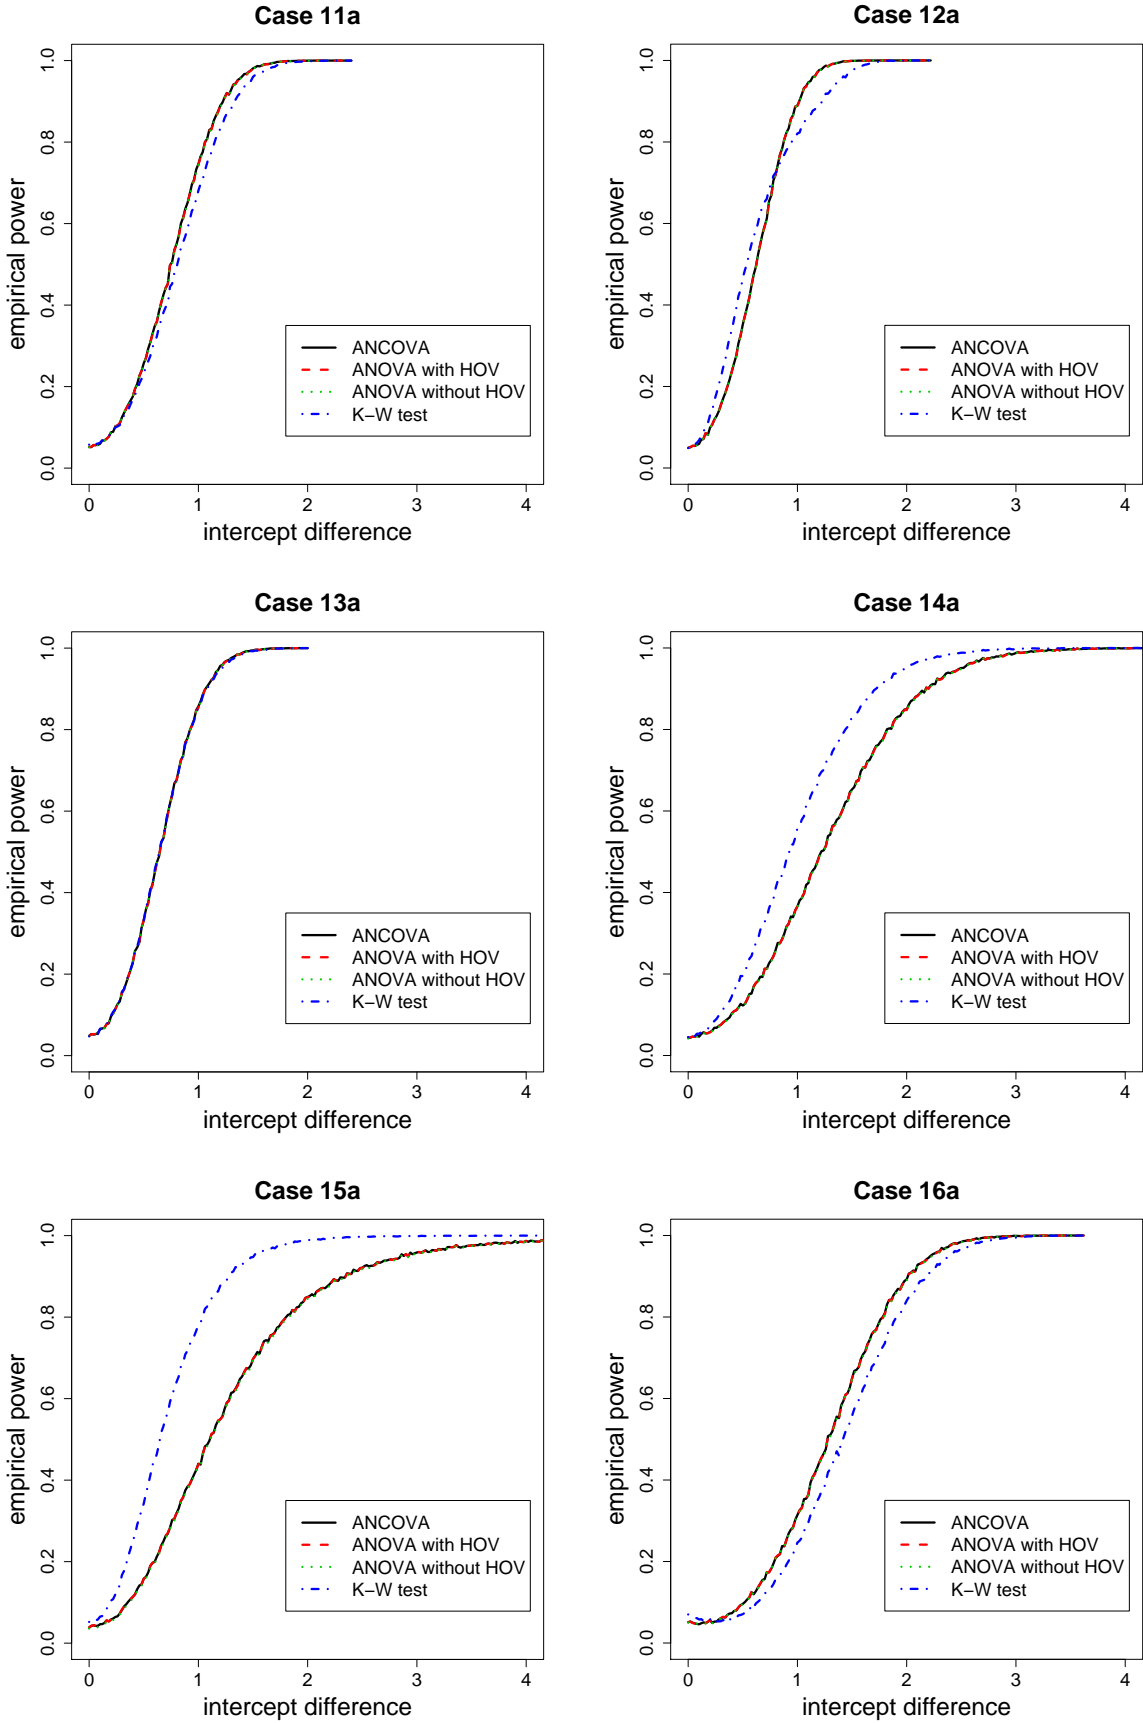 Case 11a
1.0
0.8
0.6
0.4
0.2
0.0
empirical power
ANCOVA
ANOVA with HOV
ANOVA without HOV
K−W test
0 1 2 3 4
intercept difference
Case 12a
1.0
0.8
0.6
0.4
0.2
0.0
empirical power
ANCOVA
ANOVA with HOV
ANOVA without HOV
K−W test
0 1 2 3 4
intercept difference
Case 13a
1.0
0.8
0.6
0.4
0.2
0.0
empirical power
ANCOVA
ANOVA with HOV
ANOVA without HOV
K−W test
0 1 2 3 4
intercept difference
Case 14a
1.0
0.8
0.6
0.4
0.2
0.0
empirical power
ANCOVA
ANOVA with HOV
ANOVA without HOV
K−W test
0 1 2 3 4
intercept difference
Case 15a
1.0
0.8
0.6
0.4
0.2
0.0
empirical power
ANCOVA
ANOVA with HOV
ANOVA without HOV
K−W test
0 1 2 3 4
intercept difference
Case 16a
1.0
0.8
0.6
0.4
0.2
0.0
empirical power
ANCOVA
ANOVA with HOV
ANOVA without HOV
K−W test
0 1 2 3 4
intercept difference